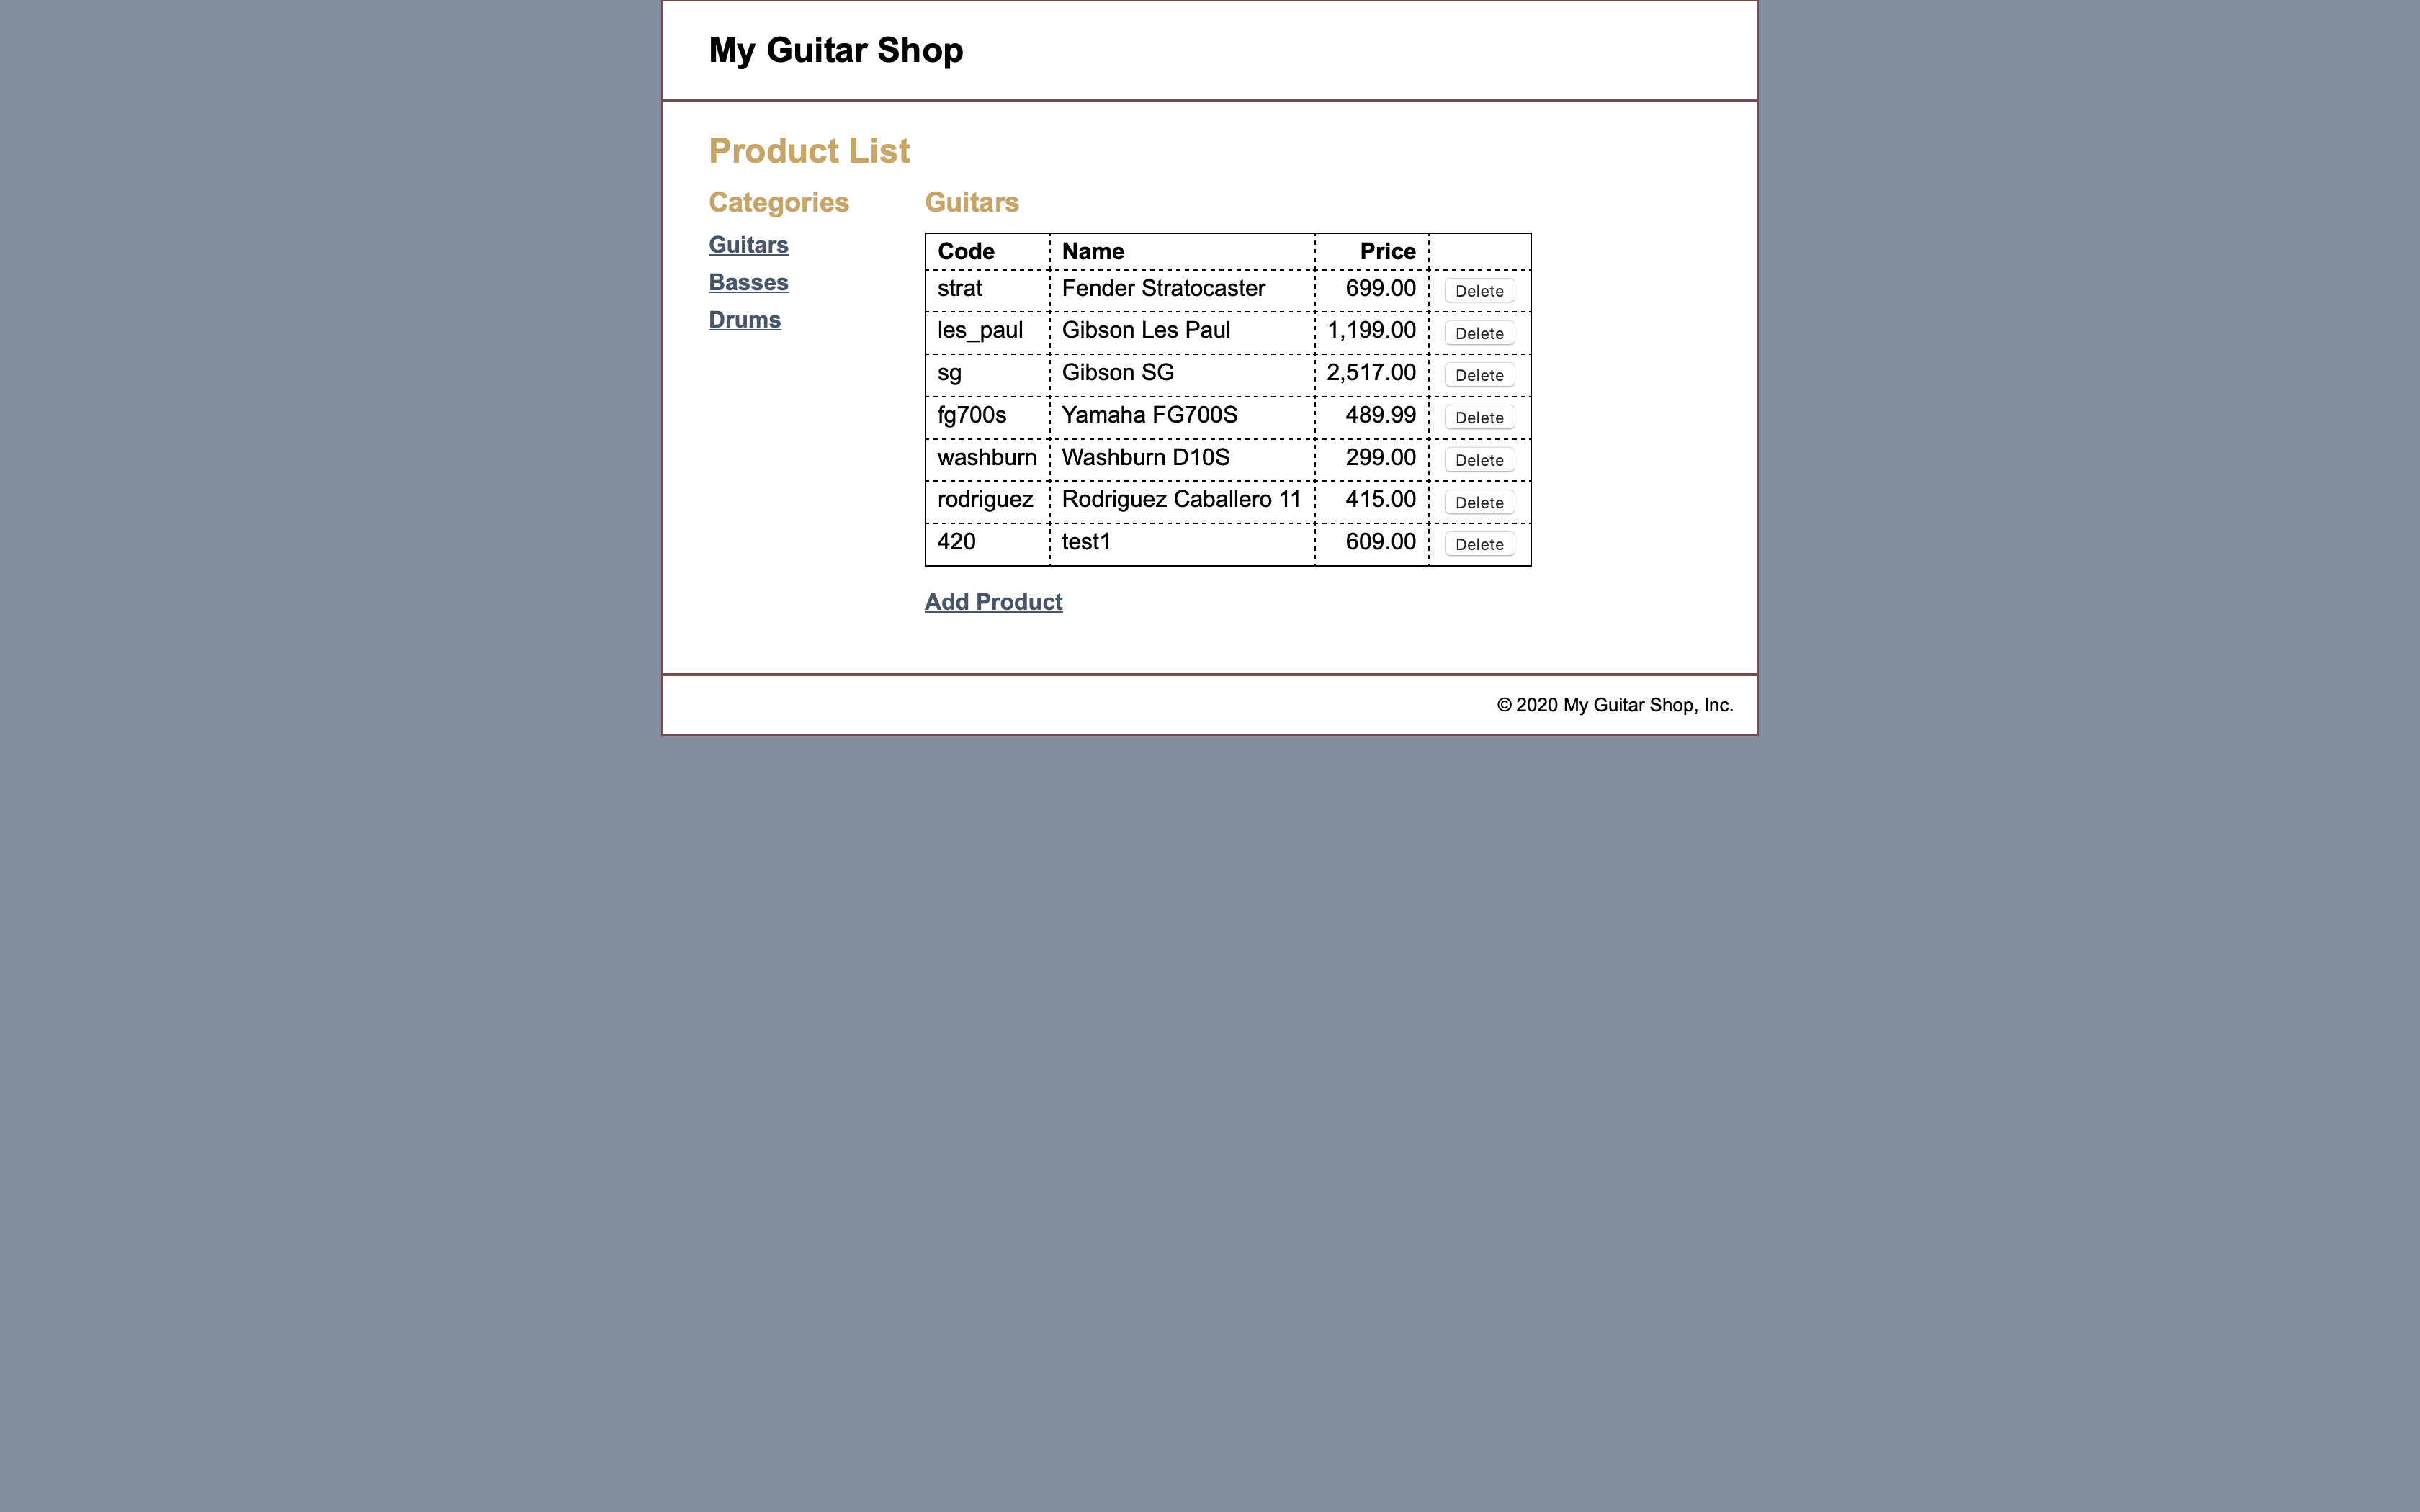 My Guitar Shop
Product List
Categories
Guitars
Basses
Drums
Guitars
Code Name Price
strat Fender Stratocaster 699.00 Delete
les_paul Gibson Les Paul 1,199.00 Delete
sg Gibson SG 2,517.00 Delete
fg700s Yamaha FG700S 489.99 Delete
washburn Washburn D10S 299.00 Delete
rodriguez Rodriguez Caballero 11 415.00 Delete
420 test1 609.00 Delete
Add Product
© 2020 My Guitar Shop, Inc.